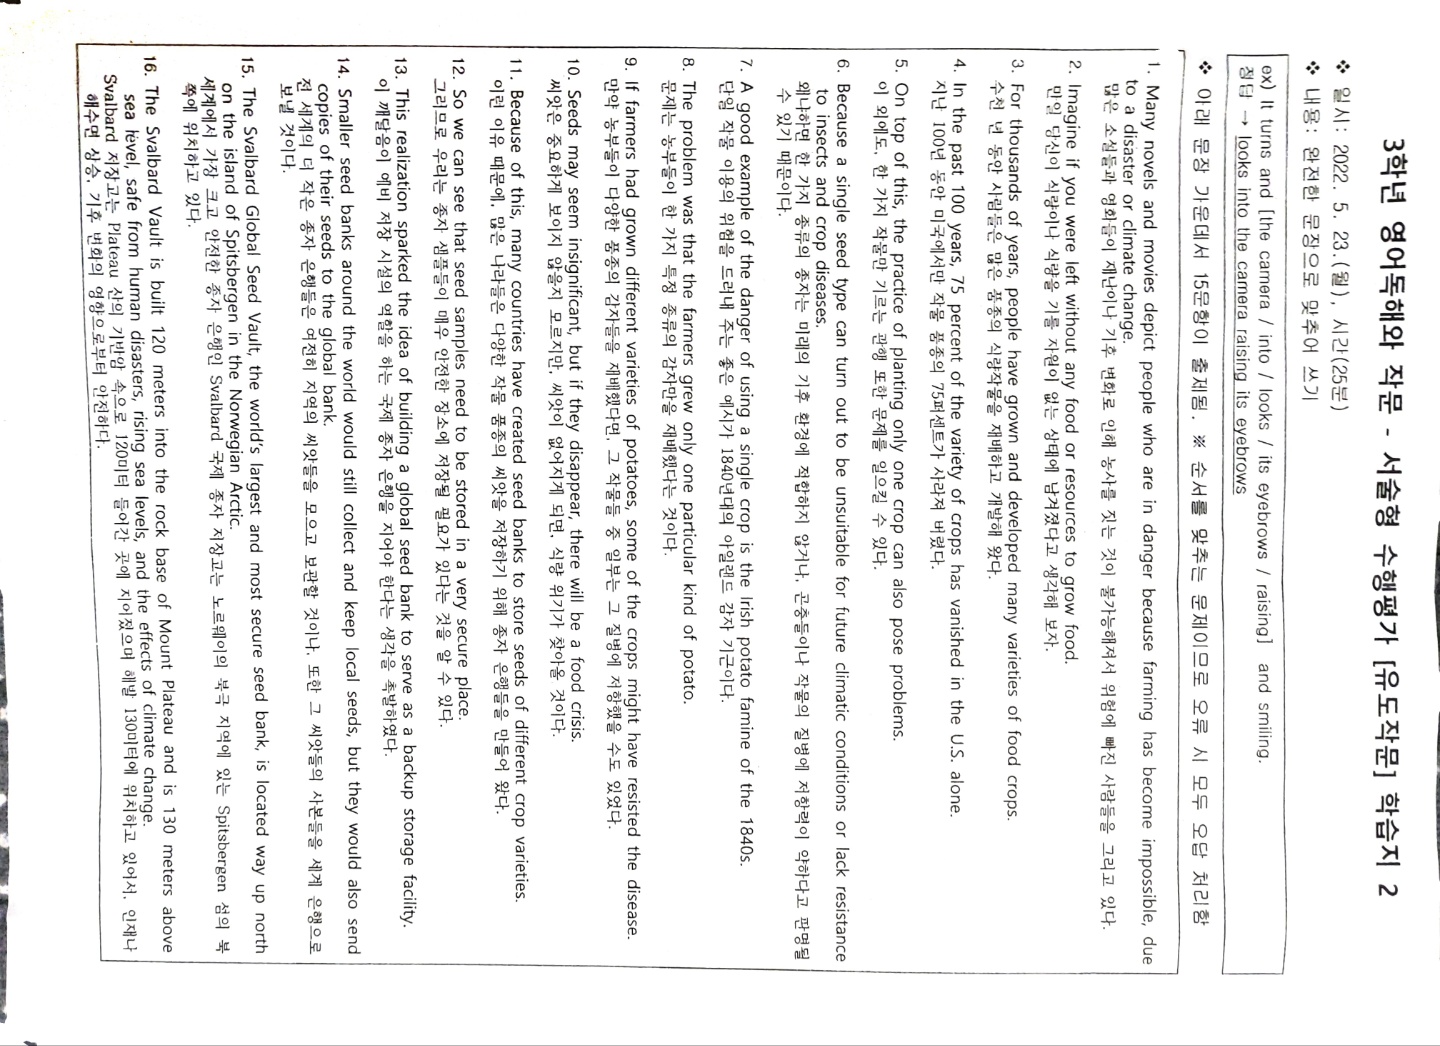 3학년 영어독해와 작문 - 서술형 수행평가 [유도작문] 학습지 2
❖ 일시: 2022. 5. 23.(월), 시간(25분)
❖ 내용: 완전한 문장으로 맞추어 쓰기
ex) It turns and [the camera / into / looks / its eyebrows / raising] and smiling.
정답 → looks into the camera raising its eyebrows
❖ 아래 문장 가운데서 15문항이 출제됨. ※ 순서를 맞추는 문제이므로 오류 시 모두 오답 처리함
1. Many novels and movies depict people who are in danger because farming has become impossible, due
to a disaster or climate change.
많은 소설들과 영화들이 재난이나 기후 변화로 인해 농사를 짓는 것이 불가능해져서 위험에 빠진 사람들을 그리고 있다.
2. Imagine if you were left without any food or resources to grow food.
만일 당신이 식량이나 식량을 기를 자원이 없는 상태에 남겨졌다고 생각해 보자.
3. For thousands of years, people have grown and developed many varieties of food crops.
수천 년 동안 사람들은 많은 품종의 식량작물을 재배하고 개발해 왔다.
4. In the past 100 years, 75 percent of the variety of crops has vanished in the U.S. alone.
지난 100년 동안 미국에서만 작물 품종의 75퍼센트가 사라져 버렸다.
5. On top of this, the practice of planting only one crop can also pose problems.
이 외에도, 한 가지 작물만 기르는 관행 또한 문제를 일으킬 수 있다.
6. Because a single seed type can turn out to be unsuitable for future climatic conditions or lack resistance
to insects and crop diseases.
왜냐하면 한 가지 종류의 종자는 미래의 기후 환경에 적합하지 않거나, 곤충들이나 작물의 질병에 저항력이 약하다고 판명될
수 있기 때문이다.
7. A good example of the danger of using a single crop is the Irish potato famine of the 1840s.
단일 작물 이용의 위험을 드러내 주는 좋은 예시가 1840년대의 아일랜드 감자 기근이다.
8. The problem was that the farmers grew only one particular kind of potato.
문제는 농부들이 한 가지 특정 종류의 감자만을 재배했다는 것이다.
9. If farmers had grown different varieties of potatoes, some of the crops might have resisted the disease.
만약 농부들이 다양한 품종의 감자들을 재배했다면, 그 작물들 중 일부는 그 질병에 저항했을 수도 있었다.
10. Seeds may seem insignificant, but if they disappear, there will be a food crisis.
씨앗은 중요하게 보이지 않을지 모르지만, 씨앗이 없어지게 되면, 식량 위기가 찾아올 것이다.
11. Because of this, many countries have created seed banks to store seeds of different crop varieties.
이런 이유 때문에, 많은 나라들은 다양한 작물 품종의 씨앗을 저장하기 위해 종자 은행들을 만들어 왔다.
12. So we can see that seed samples need to be stored in a very secure place.
그러므로 우리는 종자 샘플들이 매우 안전한 장소에 저장될 필요가 있다는 것을 알 수 있다.
13. This realization sparked the idea of building a global seed bank to serve as a backup storage facility.
이 깨달음이 예비 저장 시설의 역할을 하는 국제 종자 은행을 지어야 한다는 생각을 촉발하였다.
14. Smaller seed banks around the world would still collect and keep local seeds, but they would also send
copies of their seeds to the global bank.
전 세계의 더 작은 종자 은행들은 여전히 지역의 씨앗들을 모으고 보관할 것이나, 또한 그 씨앗들의 사본들을 세계 은행으로
보낼 것이다.
15. The Svalbard Global Seed Vault, the world's largest and most secure seed bank, is located way up north
on the island of Spitsbergen in the Norwegian Arctic.
세계에서 가장 크고 안전한 종자 은행인 Svalbard 국제 종자 저장고는 노르웨이의 북극 지역에 있는 Spitsbergen 섬의 북
쪽에 위치하고 있다.
16. The Svalbard Vault is built 120 meters into the rock base of Mount Plateau and is 130 meters above
sea level, safe from human disasters, rising sea levels, and the effects of climate change.
Svalbard 저장고는 Plateau 산의 기반암 속으로 120미터 들어간 곳에 지어졌으며 해발 130미터에 위치하고 있어서, 인재나
해수면 상승, 기후 변화의 영향으로부터 안전하다.